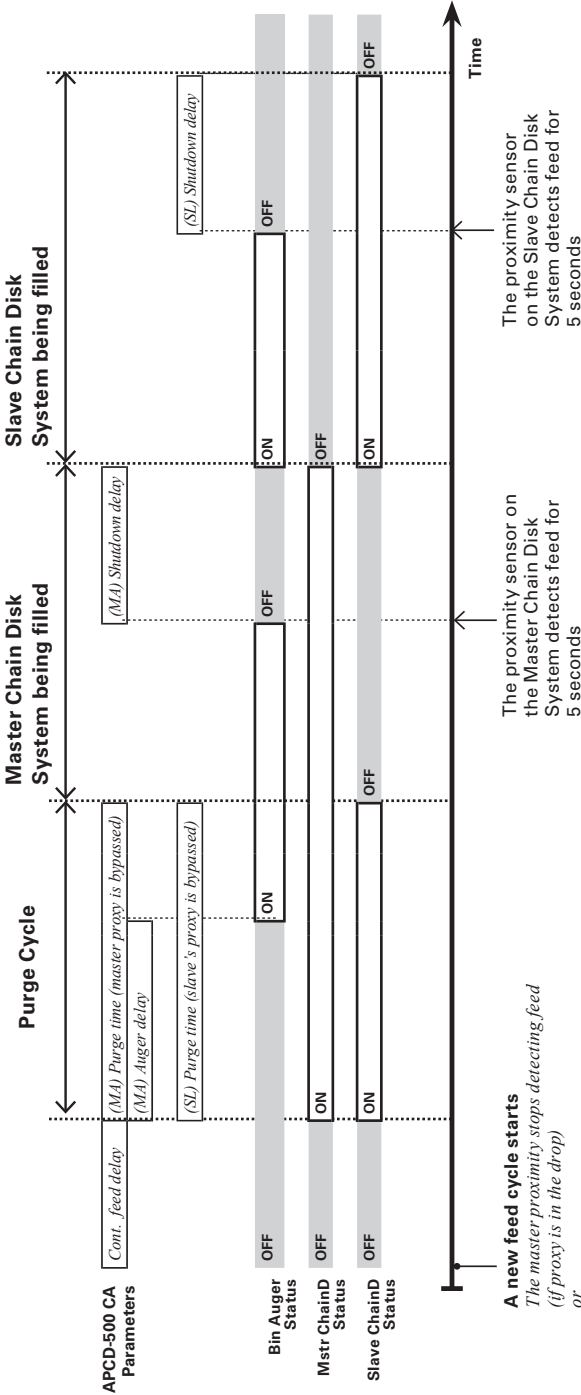 Purge Cycle
Master Chain Disk
System being filled
Slave Chain Disk
System being filled
APCD-500 CA
Parameters
Cont. feed delay
(MA) Purge time (master proxy is bypassed)
(MA) Auger delay
(MA) Shutdown delay
(SL) Purge time (slave's proxy is bypassed)
(SL) Shutdown delay
Bin Auger
Status
OFF
ON
OFF
ON
OFF
Mstr ChainD
Status
OFF
ON
OFF
Slave ChainD
Status
OFF
ON
OFF
ON
OFF
Time
A new feed cycle starts
The master proximity stops detecting feed
(if proxy is in the drop)
or
The proximity sensor on
the Master Chain Disk
System detects feed for
5 seconds
The proximity sensor
on the Slave Chain Disk
System detects feed for
5 seconds